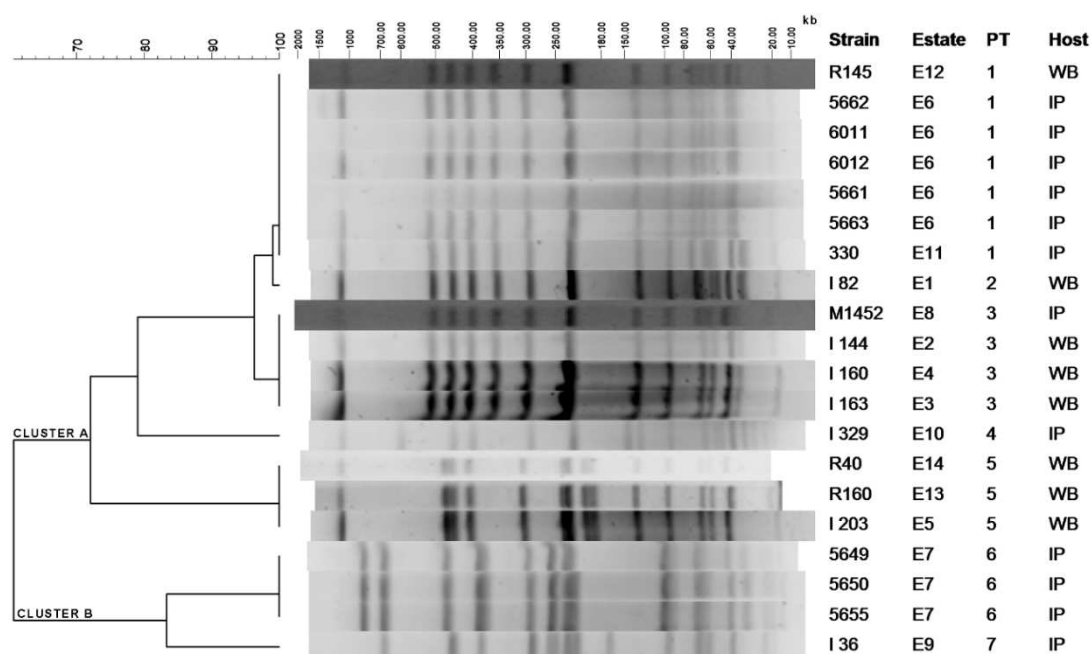 kb
70 80 90 100 2000 1500 1000 700.00 600.00 500.00 400.00 350.00 300.00 250.00 180.00 150.00 100.00 80.00 60.00 40.00 20.00 10.00
Strain Estate PT Host
R145 E12 1 WB
5662 E6 1 IP
6011 E6 1 IP
6012 E6 1 IP
5661 E6 1 IP
5663 E6 1 IP
330 E11 1 IP
I 82 E1 2 WB
M1452 E8 3 IP
I 144 E2 3 WB
I 160 E4 3 WB
I 163 E3 3 WB
I 329 E10 4 IP
CLUSTER A
R40 E14 5 WB
R160 E13 5 WB
I 203 E5 5 WB
5649 E7 6 IP
5650 E7 6 IP
CLUSTER B
5655 E7 6 IP
I 36 E9 7 IP